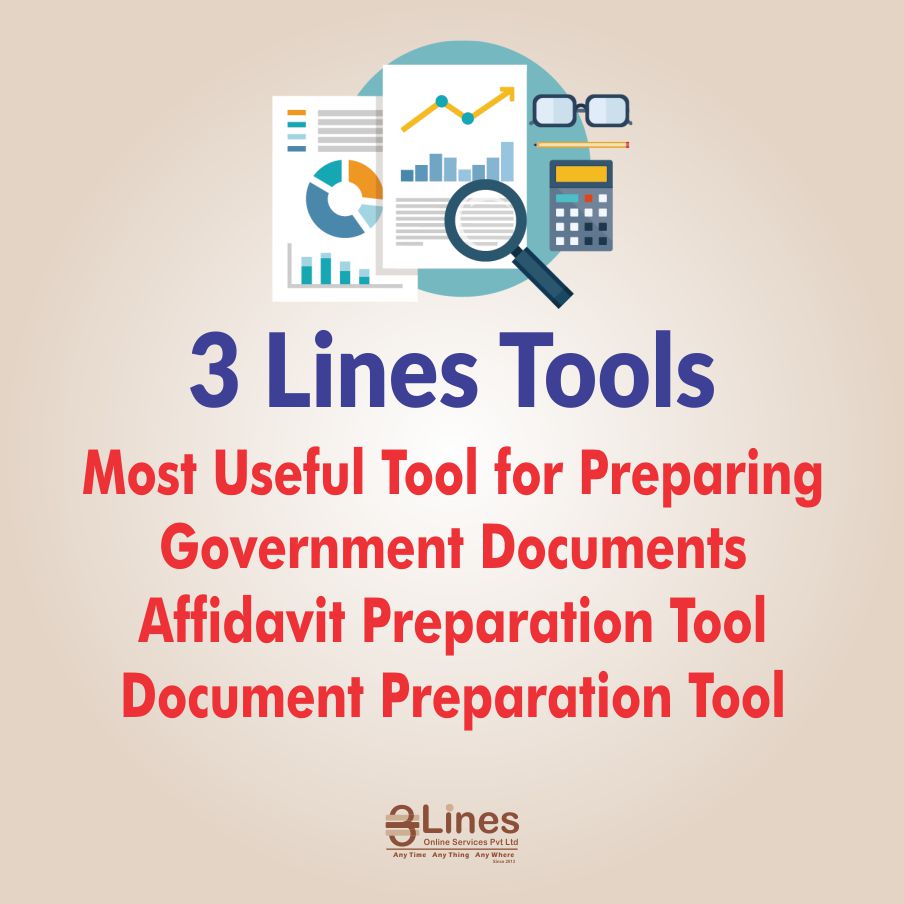 3 Lines Tools
Most Useful Tool for Preparing
Government Documents
Affidavit Preparation Tool
Document Preparation Tool
3Lines
Online Services Pvt Ltd
Any Time Any Thing Any Where
Since 2013